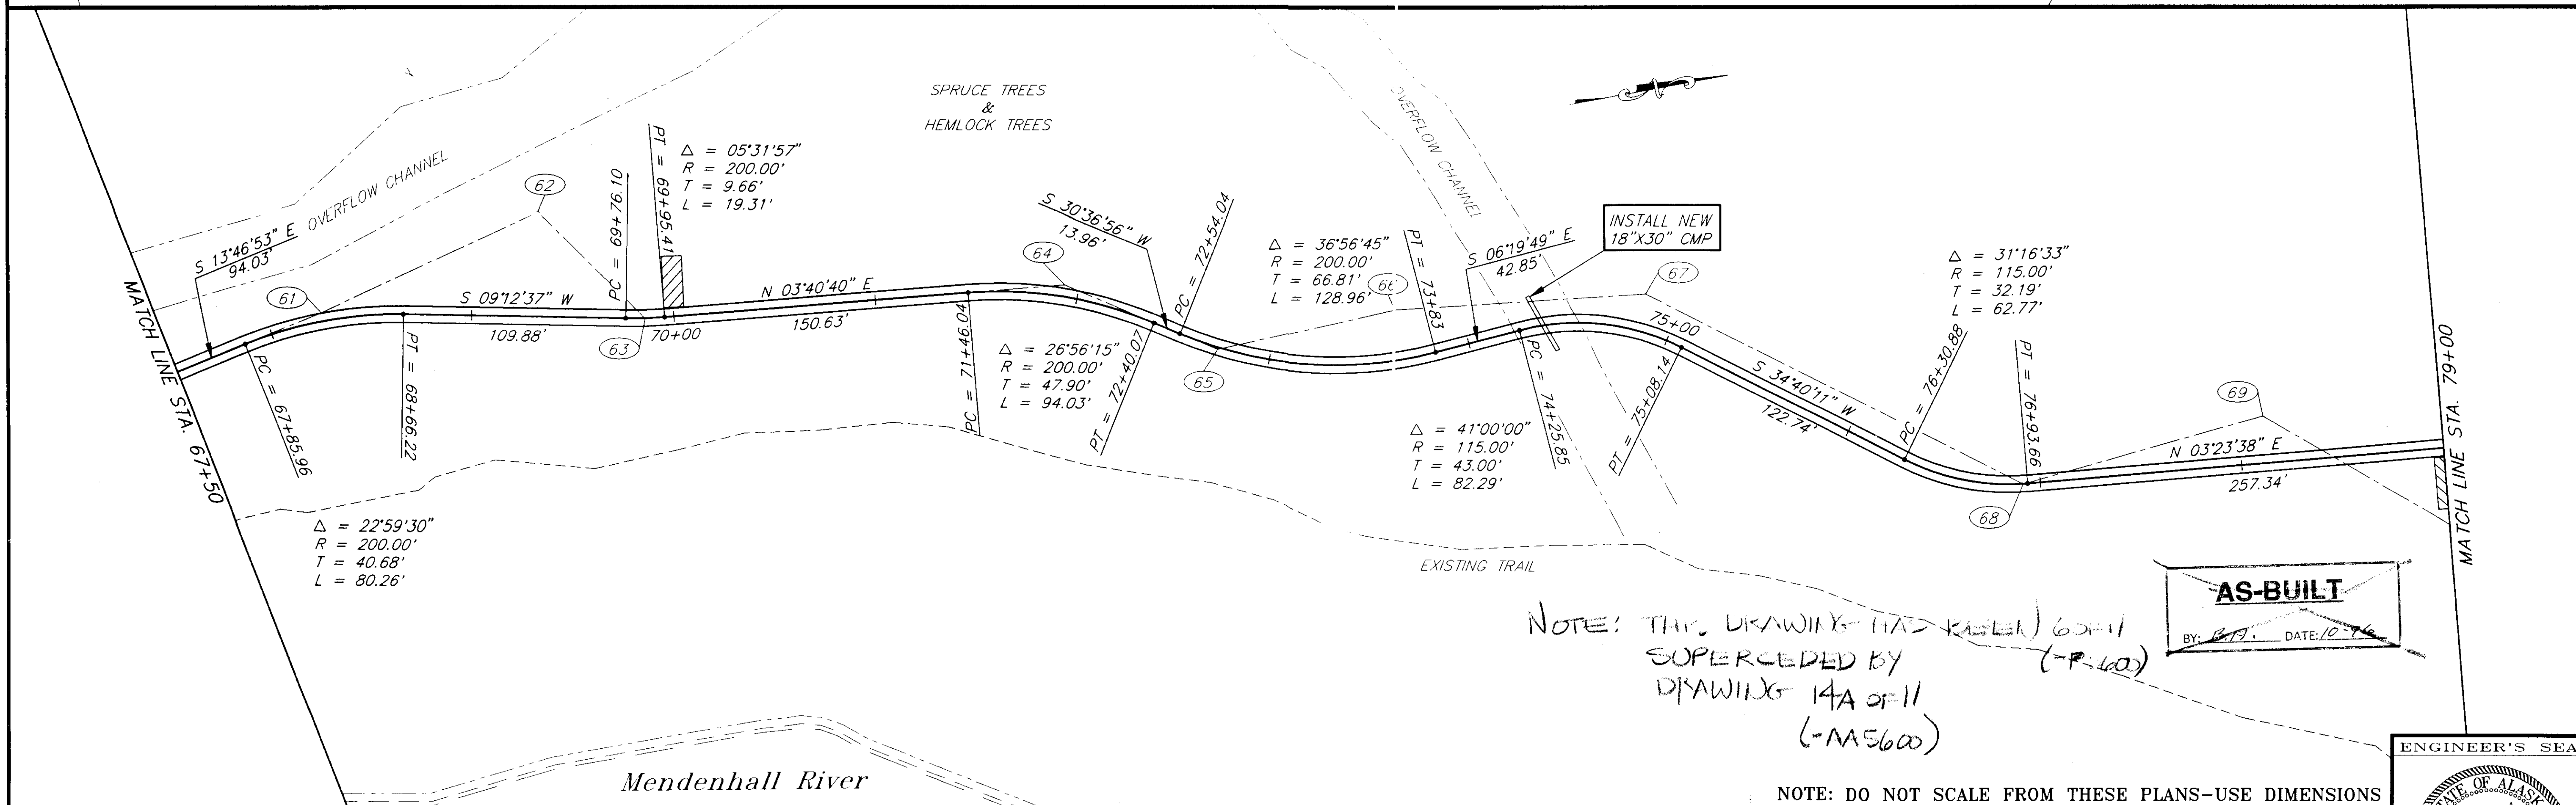 SPRUCE TREES
&
HEMLOCK TREES
OVERFLOW CHANNEL
OVERFLOW CHANNEL
INSTALL NEW
18"X30" CMP
MATCH LINE STA. 67+50
S 13°46'53" E
94.03'
61
PC = 67+85.96
Δ = 22°59'30"
R = 200.00'
T = 40.68'
L = 80.26'
PT = 68+66.22
S 09°12'37" W
109.88'
62
PC = 69+76.10
63
PT = 69+95.41
Δ = 05°31'57"
R = 200.00'
T = 9.66'
L = 19.31'
70+00
N 03°40'40" E
150.63'
PC = 71+46.04
64
Δ = 26°56'15"
R = 200.00'
T = 47.90'
L = 94.03'
PT = 72+40.07
S 30°36'56" W
13.96'
PC = 72+54.04
65
Δ = 36°56'45"
R = 200.00'
T = 66.81'
L = 128.96'
66
PT = 73+83
S 06°19'49" E
42.85'
PC = 74+25.85
67
75+00
Δ = 41°00'00"
R = 115.00'
T = 43.00'
L = 82.29'
PT = 75+08.14
S 34°40'11" W
122.74'
PC = 76+30.88
Δ = 31°16'33"
R = 115.00'
T = 32.19'
L = 62.77'
PT = 76+93.66
68
69
N 03°23'38" E
257.34'
MATCH LINE STA. 79+00
EXISTING TRAIL
AS-BUILT
BY: DATE: 10-96
NOTE: THIS DRAWING HAS BEEN
SUPERCEDED BY
DRAWING 14A OF 11
Mendenhall River
NOTE: DO NOT SCALE FROM THESE PLANS-USE DIMENSIONS
ENGINEER'S SEA
OF ALASK